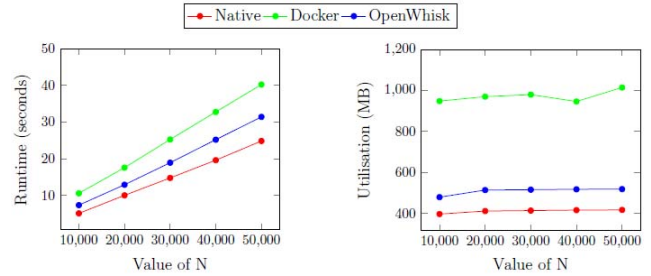 Native Docker OpenWhisk
50
40
30
20
10
Runtime (seconds)
10,000 20,000 30,000 40,000 50,000
Value of N
1,200
1,000
800
600
400
Utilisation (MB)
10,000 20,000 30,000 40,000 50,000
Value of N